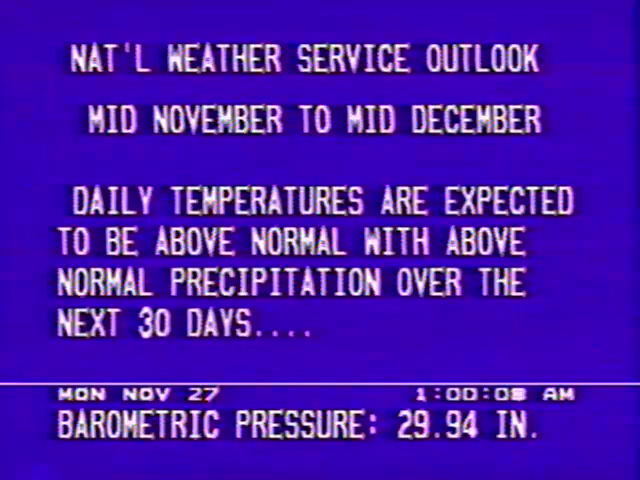 NAT'L WEATHER SERVICE OUTLOOK
MID NOVEMBER TO MID DECEMBER
DAILY TEMPERATURES ARE EXPECTED
TO BE ABOVE NORMAL WITH ABOVE
NORMAL PRECIPITATION OVER THE
NEXT 30 DAYS....
MON NOV 27 1:00:08 AM
BAROMETRIC PRESSURE: 29.94 IN.